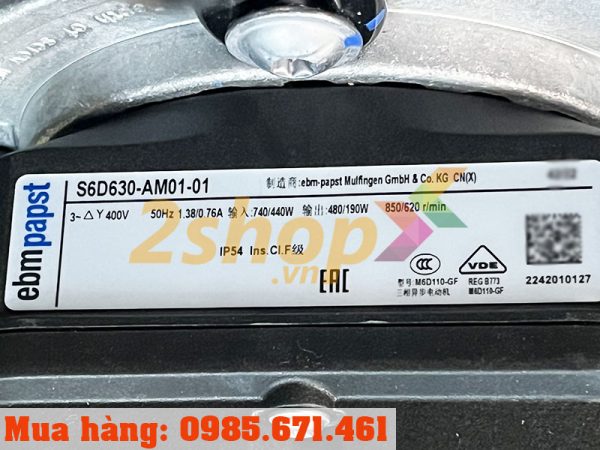 ebmpapst
S6D630-AM01-01
制造商:ebm-papst Mulfingen GmbH & Co. KG CN(X)
3~ △ Y 400V 50Hz 1.38/0.76A 输入:740/440W 输出:480/190W 850/620 r/min
IP54 Ins.Cl.F级
EAC
CCC
VDE
型号: M6D110-GF
三相异步电动机
REG B773
M6D110-GF
2242010127
2shop
.vn
Mua hàng: 0985.671.461